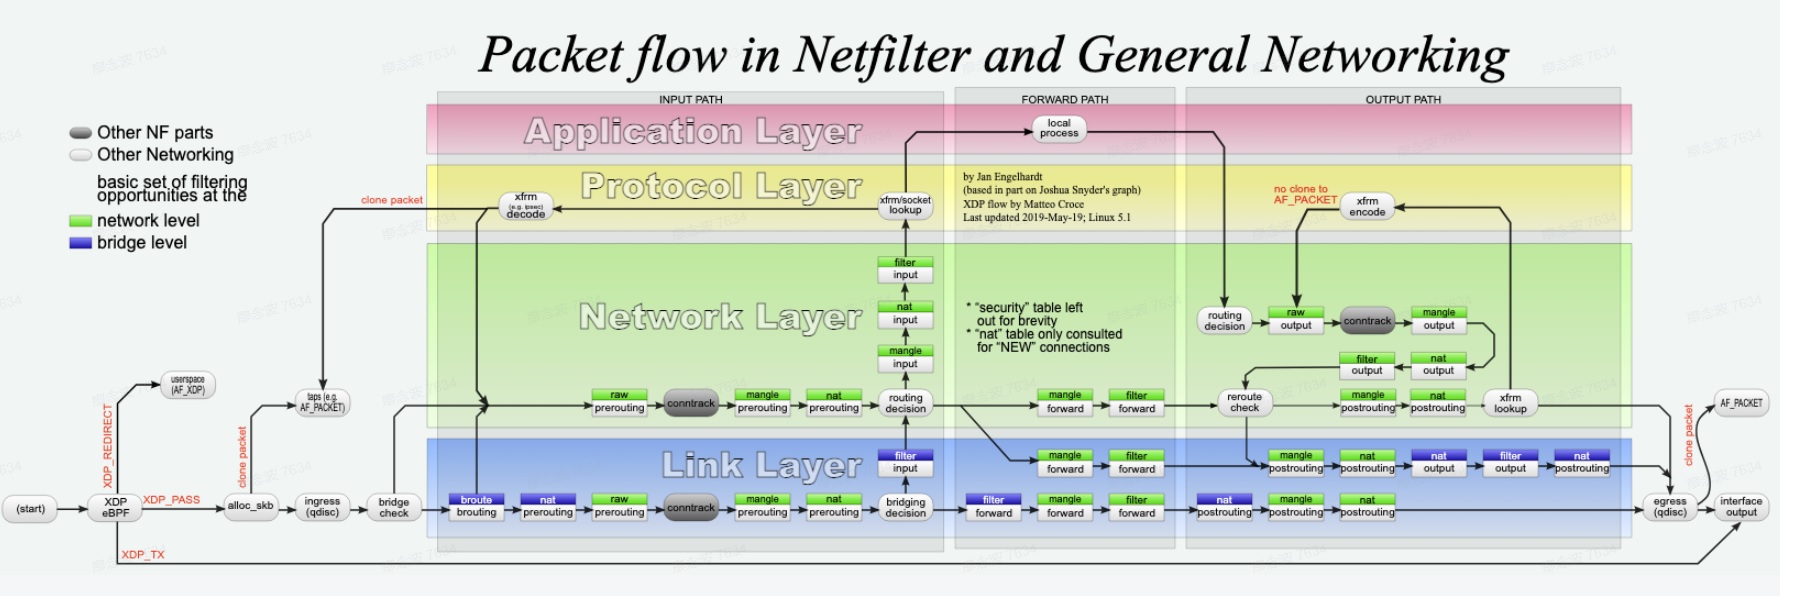 Packet flow in Netfilter and General Networking
INPUT PATH
FORWARD PATH
OUTPUT PATH
Other NF parts
Other Networking
basic set of filtering
opportunities at the
network level
bridge level
Application Layer
local
process
Protocol Layer
clone packet
xfrm
(e.g. ipsec)
decode
xfrm/socket
lookup
by Jan Engelhardt
(based in part on Joshua Snyder's graph)
XDP flow by Matteo Croce
Last updated 2019-May-19; Linux 5.1
no clone to
AF_PACKET
xfrm
encode
Network Layer
filter
input
nat
input
mangle
input
* "security" table left
out for brevity
* "nat" table only consulted
for "NEW" connections
routing
decision
raw
output
conntrack
mangle
output
filter
output
nat
output
userspace
(AF_XDP)
taps (e.g.
AF_PACKET)
raw
prerouting
conntrack
mangle
prerouting
nat
prerouting
routing
decision
mangle
forward
filter
forward
reroute
check
mangle
postrouting
nat
postrouting
xfrm
lookup
AF_PACKET
XDP_REDIRECT
clone packet
clone packet
Link Layer
filter
input
mangle
forward
filter
forward
mangle
postrouting
nat
postrouting
nat
output
filter
output
nat
postrouting
(start)
XDP
eBPF
XDP_PASS
alloc_skb
ingress
(qdisc)
bridge
check
broute
brouting
nat
prerouting
raw
prerouting
conntrack
mangle
prerouting
nat
prerouting
bridging
decision
filter
forward
mangle
forward
filter
forward
nat
postrouting
mangle
postrouting
nat
postrouting
egress
(qdisc)
interface
output
XDP_TX